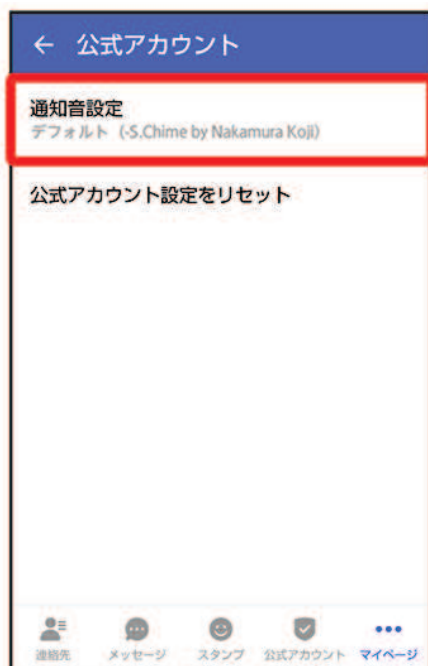 公式アカウント
通知音設定
デフォルト (-S.Chime by Nakamura Koji)
公式アカウント設定をリセット
連絡先 メッセージ スタンプ 公式アカウント マイページ